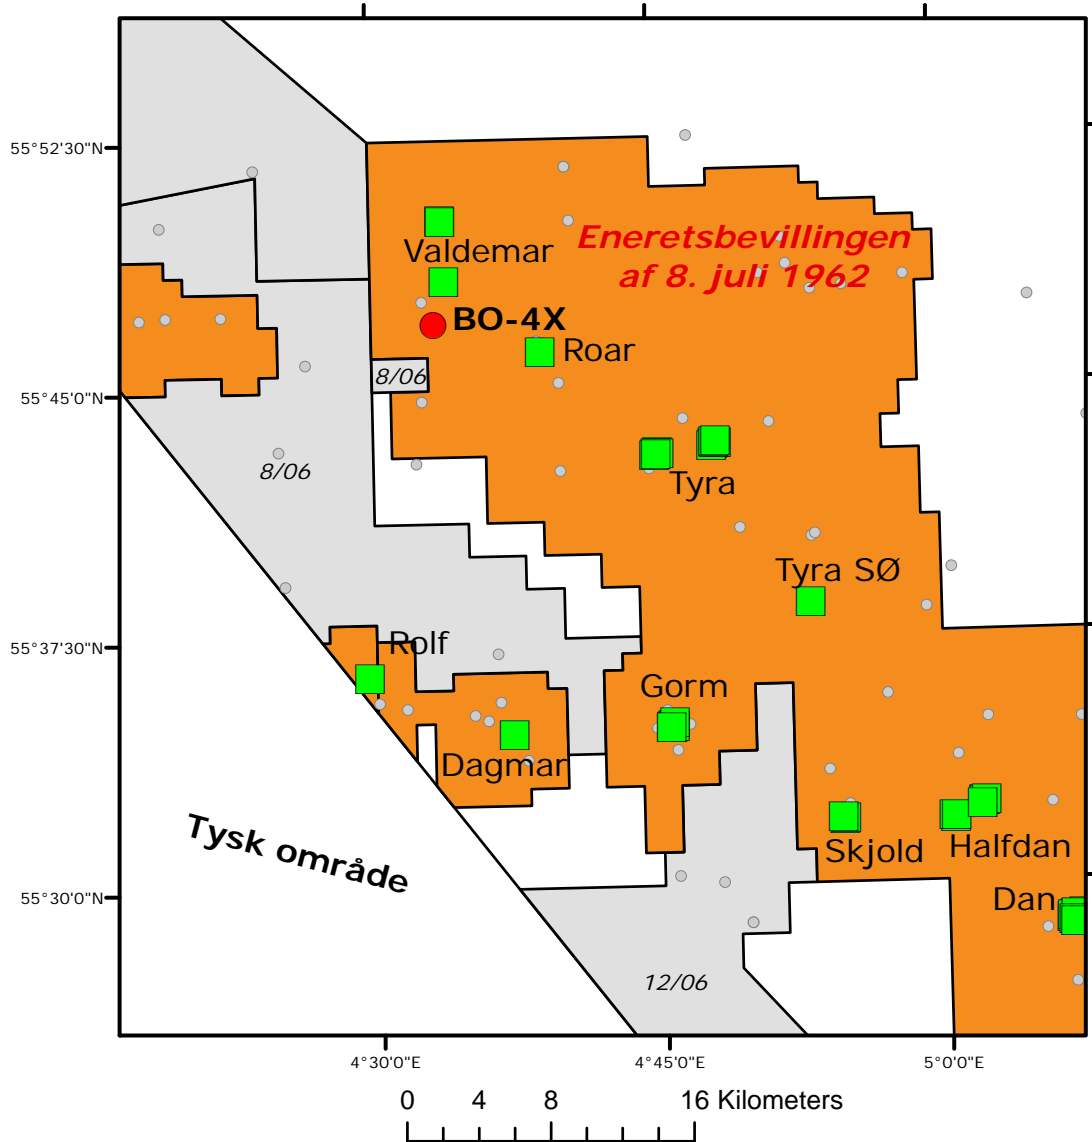 55°52'30"N
Valdemar
Eneretsbevillingen
af 8. juli 1962
BO-4X
Roar
8/06
55°45'0"N
8/06
Tyra
Tyra SØ
55°37'30"N
Rolf
Gorm
Dagmar
Tysk område
Skjold
Halfdan
55°30'0"N
Dan
12/06
4°30'0"E
4°45'0"E
5°0'0"E
0 4 8 16 Kilometers